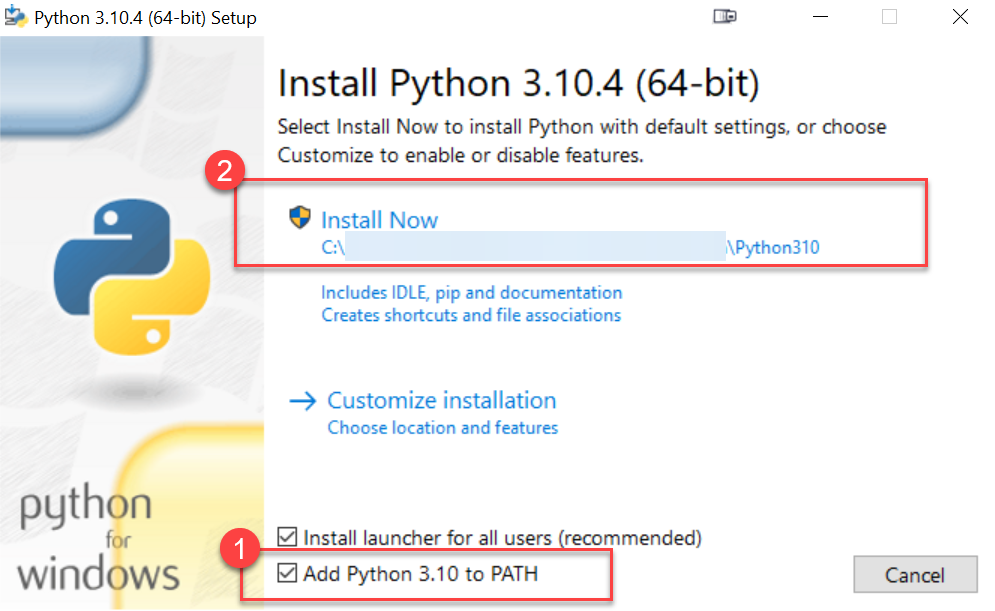 Python 3.10.4 (64-bit) Setup
Install Python 3.10.4 (64-bit)
Select Install Now to install Python with default settings, or choose
Customize to enable or disable features.
2
Install Now
C:\ \Python310
Includes IDLE, pip and documentation
Creates shortcuts and file associations
Customize installation
Choose location and features
python
for
windows
1
Install launcher for all users (recommended)
Add Python 3.10 to PATH
Cancel